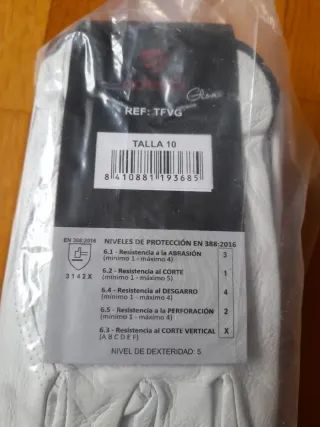 REF: TFVG
TALLA 10
8 410881 193685
EN 388:2016
3 1 4 2 X
NIVELES DE PROTECCIÓN EN 388:2016
6.1 - Resistencia a la ABRASIÓN
(mínimo 1 - máximo 4)
3
6.2 - Resistencia al CORTE
(mínimo 1 - máximo 5)
1
6.4 - Resistencia al DESGARRO
(mínimo 1 - máximo 4)
4
6.5 - Resistencia a la PERFORACIÓN
(mínimo 1 - máximo 4)
2
6.3 - Resistencia al CORTE VERTICAL
(A B C D E F)
X
NIVEL DE DEXTERIDAD: 5